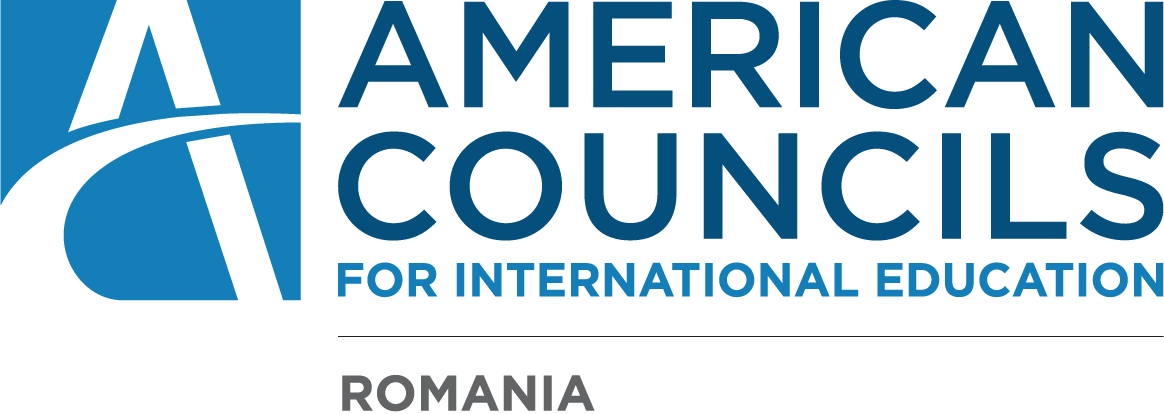 AMERICAN
COUNCILS
FOR INTERNATIONAL EDUCATION
ROMANIA